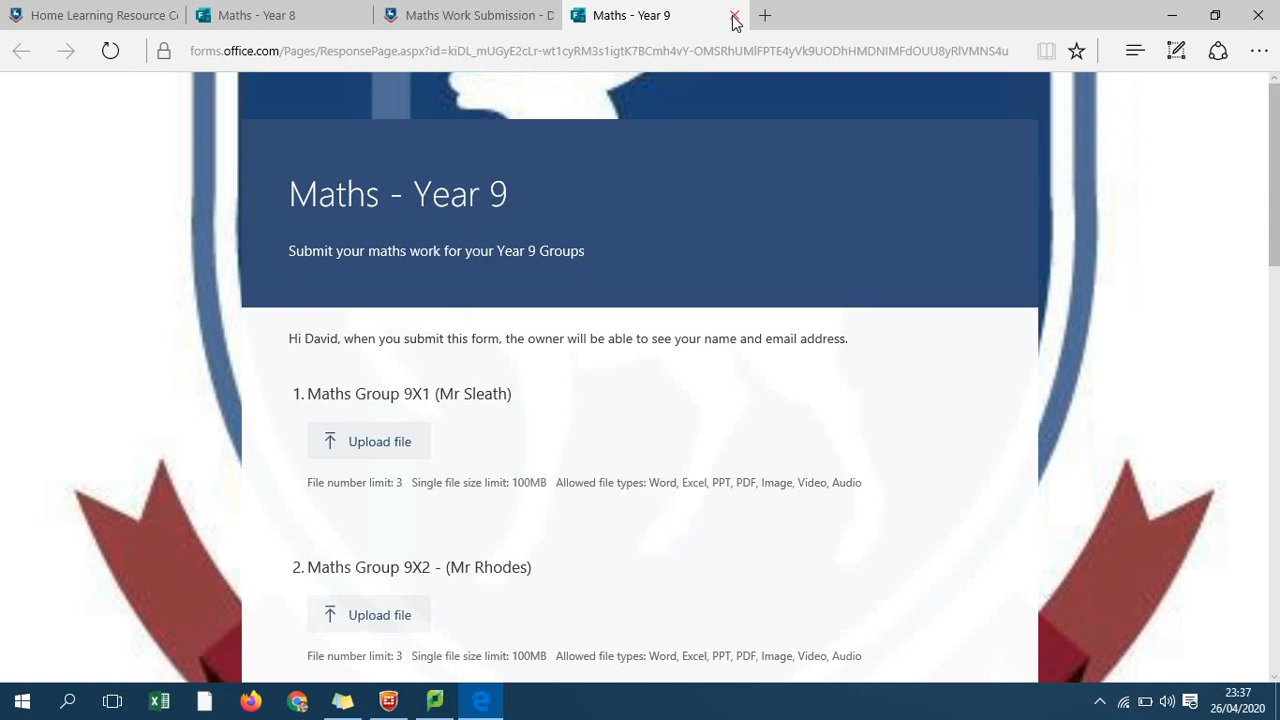 Home Learning Resource C
Maths - Year 8
Maths Work Submission - D
Maths - Year 9
forms.office.com/Pages/ResponsePage.aspx?id=kiDL_mUGyE2cLr-wt1cyRM3s1igtK7BCmh4vY-OMSRhUMlFPTE4yVk9UODhHMDNIMFdOUU8yRlVMNS4u
Maths - Year 9
Submit your maths work for your Year 9 Groups
Hi David, when you submit this form, the owner will be able to see your name and email address.
1. Maths Group 9X1 (Mr Sleath)
Upload file
File number limit: 3 Single file size limit: 100MB Allowed file types: Word, Excel, PPT, PDF, Image, Video, Audio
2. Maths Group 9X2 - (Mr Rhodes)
Upload file
File number limit: 3 Single file size limit: 100MB Allowed file types: Word, Excel, PPT, PDF, Image, Video, Audio
23:37
26/04/2020